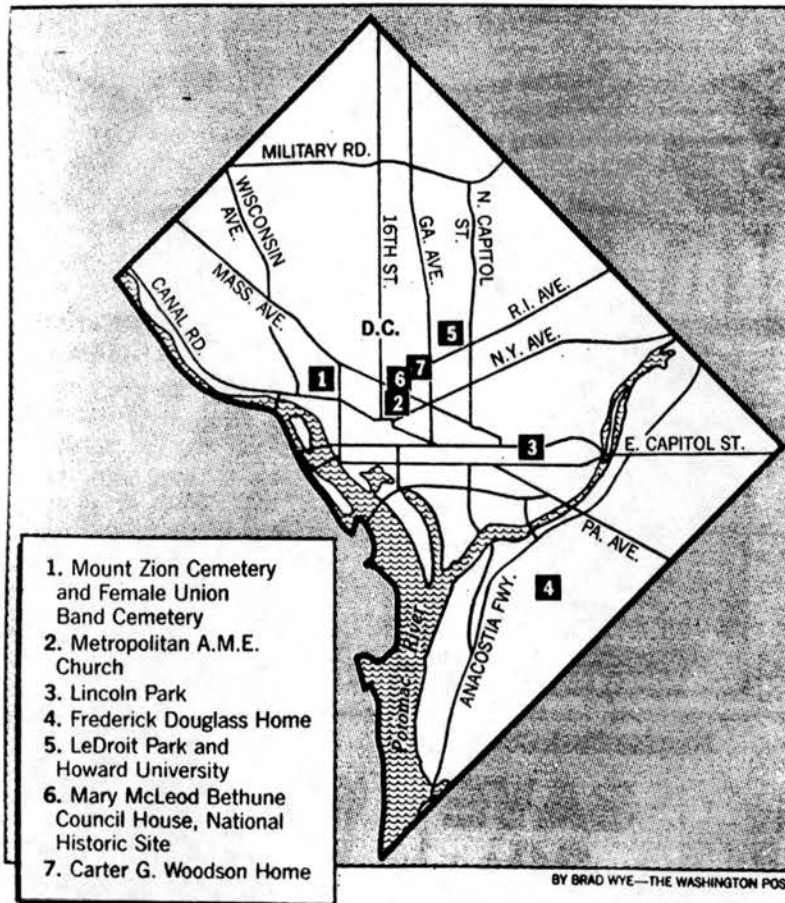 MILITARY RD.
WISCONSIN
AVE.
16TH ST.
GA. AVE.
N. CAPITOL
ST.
MASS. AVE.
CANAL RD.
R.I. AVE.
N.Y. AVE.
D.C.
5
7
6
1
2
3
E. CAPITOL ST.
PA. AVE.
4
ANACOSTIA FWY.
Potomac River
1. Mount Zion Cemetery
and Female Union
Band Cemetery
2. Metropolitan A.M.E.
Church
3. Lincoln Park
4. Frederick Douglass Home
5. LeDroit Park and
Howard University
6. Mary McLeod Bethune
Council House, National
Historic Site
7. Carter G. Woodson Home
BY BRAD WYE—THE WASHINGTON POS